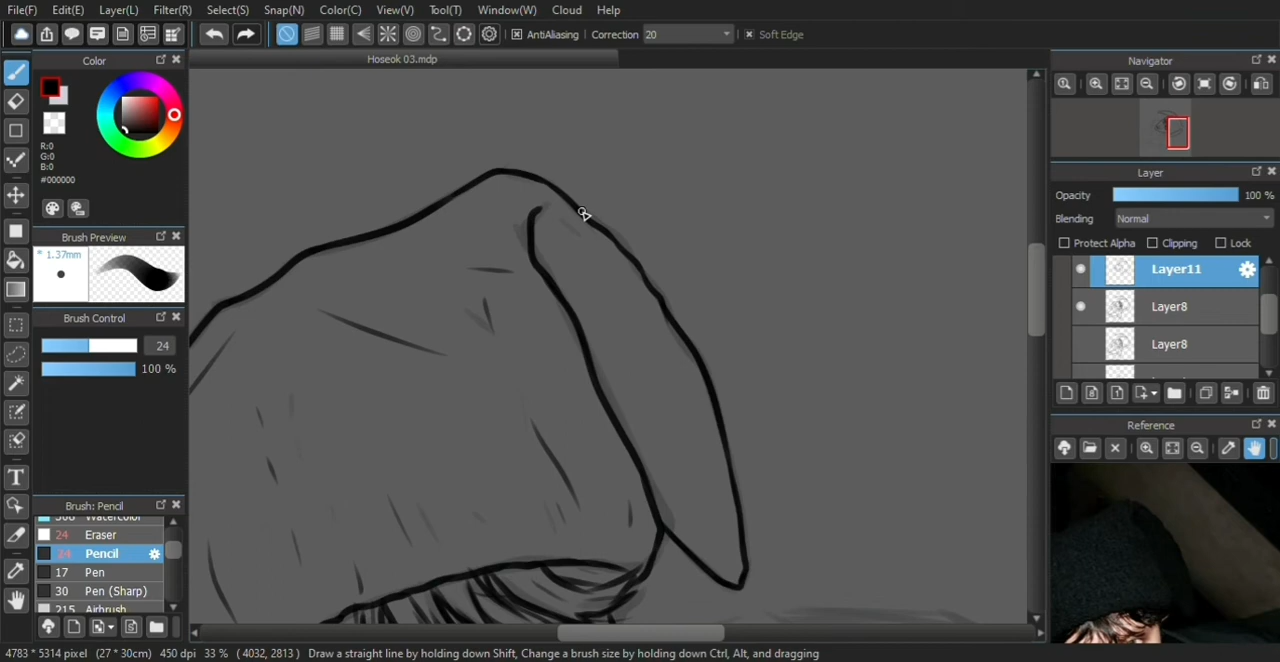 File(F) Edit(E) Layer(L) Filter(R) Select(S) Snap(N) Color(C) View(V) Tool(T) Window(W) Cloud Help
AntiAliasing Correction 20 Soft Edge
Color
Hoseok 03.mdp
Navigator
R:0
G:0
B:0
#000000
Layer
Opacity 100 %
Blending Normal
Protect Alpha Clipping Lock
Brush Preview
* 1.37mm
Layer11
Layer8
Layer8
Brush Control
24
100 %
Reference
Brush: Pencil
Watercolor
24 Eraser
24 Pencil
17 Pen
30 Pen (Sharp)
215 Airbrush
4783 * 5314 pixel (27 * 30cm) 450 dpi 33 % ( 4032, 2813 ) Draw a straight line by holding down Shift, Change a brush size by holding down Ctrl, Alt, and dragging